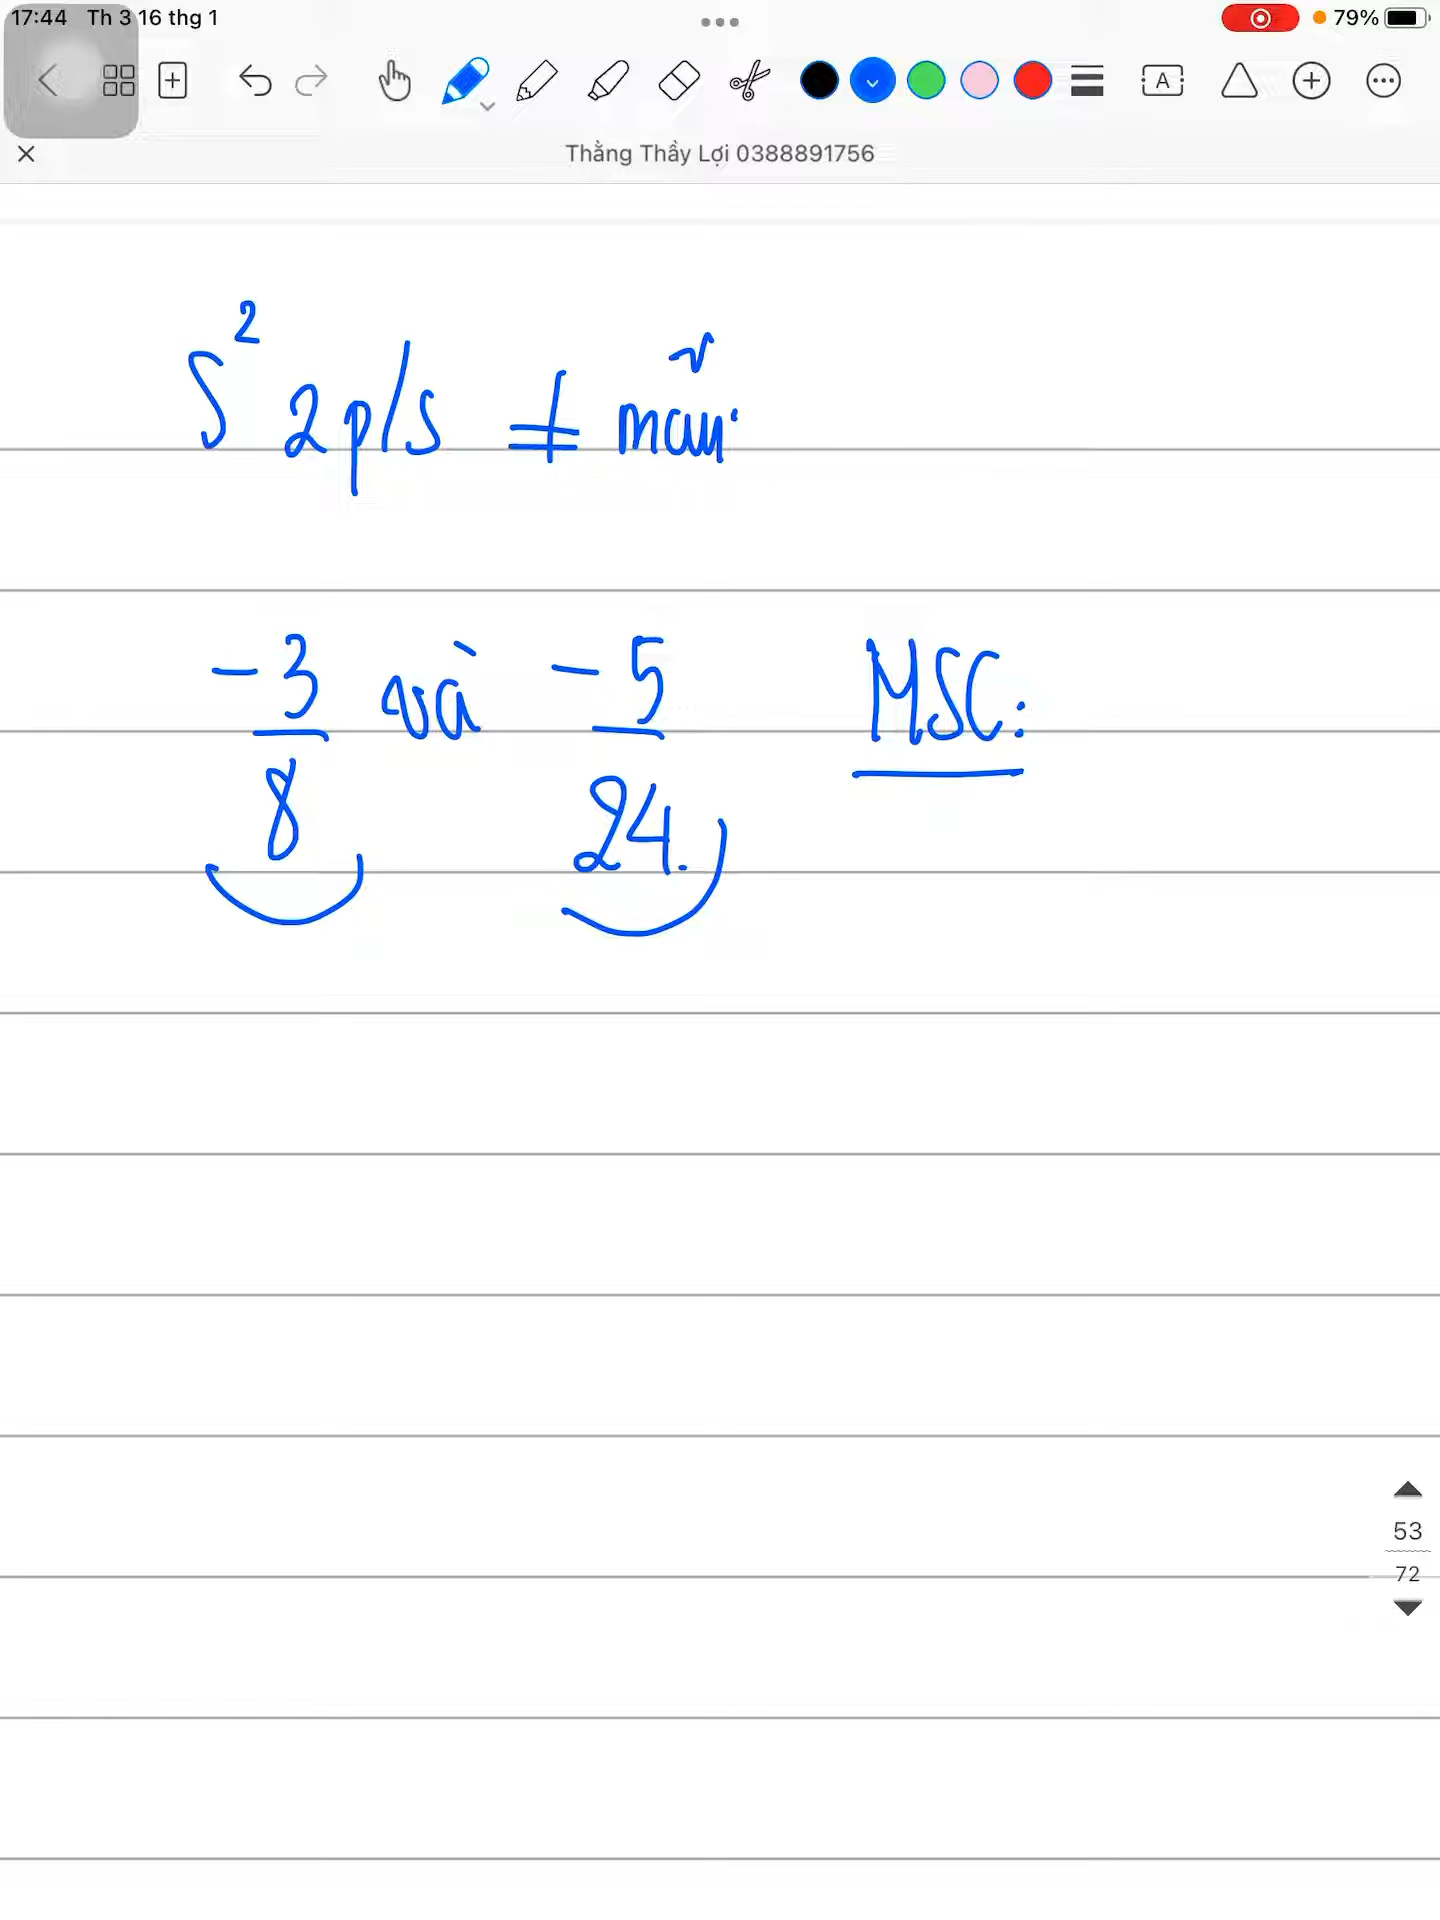 17:44 Th 3 16 thg 1 79%
A
Thằng Thầy Lợi 0388891756
S² 2p/s ≠ mẫu
-3/8 và -5/24. MSC:
53
72